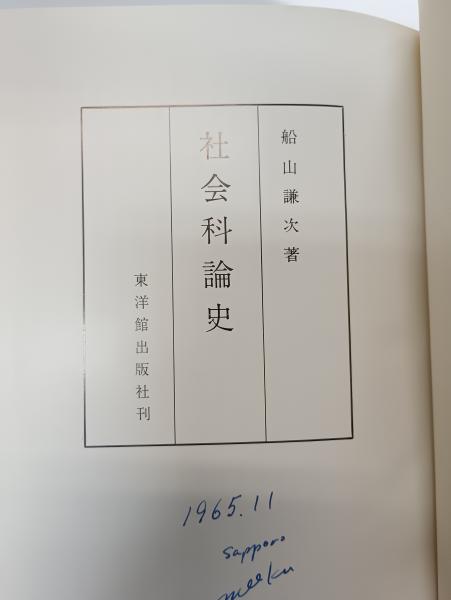 船山謙次著
社会科論史
東洋館出版社刊
1965.11
sapporo